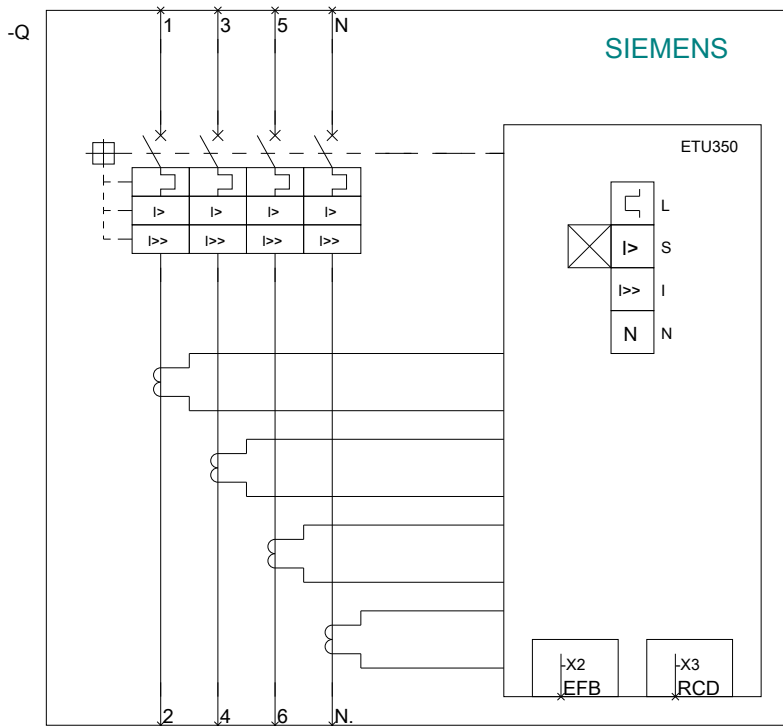 -Q
1 3 5 N
SIEMENS
ETU350
L
I> I> I> I>
I>> I>> I>> I>>
I> S
I>> I
N N
-X2
EFB
-X3
RCD
2 4 6 N.